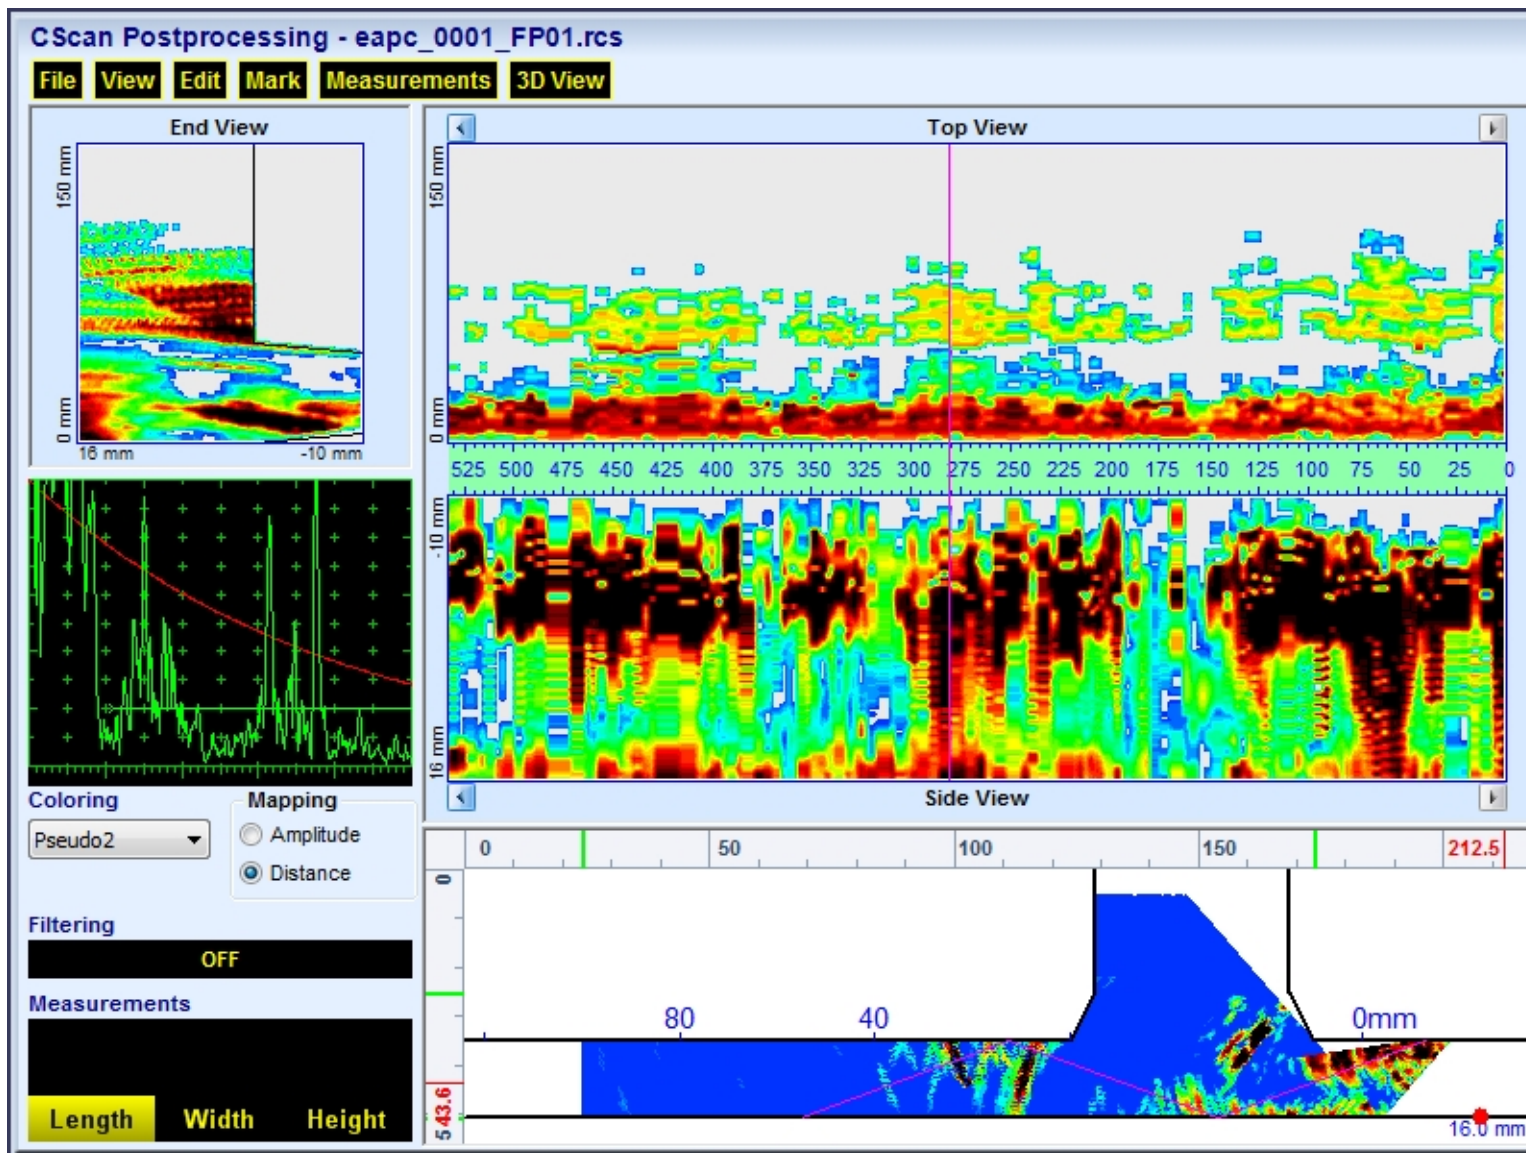 CScan Postprocessing - eapc_0001_FP01.rcs
File View Edit Mark Measurements 3D View
End View
150 mm
0 mm
16 mm -10 mm
Top View
150 mm
0 mm
525 500 475 450 425 400 375 350 325 300 275 250 225 200 175 150 125 100 75 50 25 0
-10 mm
16 mm
Side View
Coloring
Pseudo2
Mapping
Amplitude
Distance
Filtering
OFF
Measurements
Length Width Height
0 50 100 150 212.5
0
80 40 0mm
43.6
5
16.0 mm